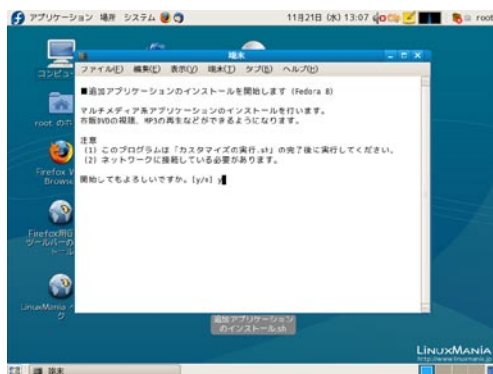 アプリケーション 場所 システム
11月21日 (水) 13:07
root
端末
ファイル(F) 編集(E) 表示(V) 端末(T) タブ(B) ヘルプ(H)
■追加アプリケーションのインストールを開始します (Fedora 8)
マルチメディア系アプリケーションのインストールを行います。
市販DVDの視聴、MP3の再生などができるようになります。
注意
(1) このプログラムは「カスタマイズの実行.sh」の完了後に実行してください。
(2) ネットワークに接続している必要があります。
開始してもよろしいですか。[y/n] y
コンピュ
root の
Firefox W
Brows
Firefox用G
ツールバーの
LinuxMania
ク
追加アプリケーション
のインストール.sh
LINUXMANIA
端末